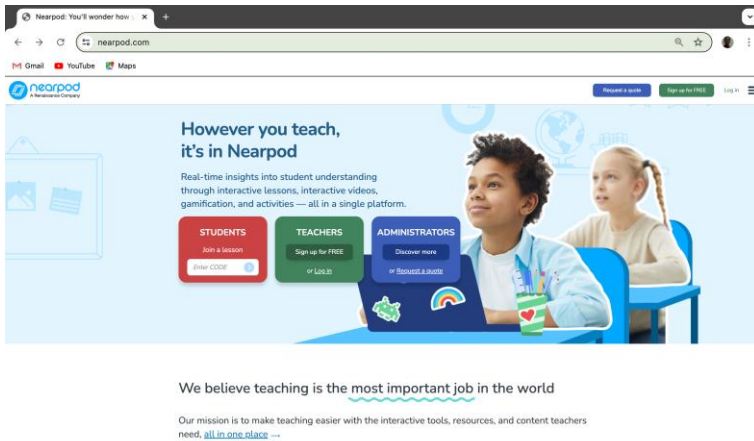 Nearpod: You'll wonder how y
nearpod.com
Gmail YouTube Maps
nearpod
A Renaissance Company
Request a quote Sign up for FREE Log in
However you teach,
it's in Nearpod
Real-time insights into student understanding
through interactive lessons, interactive videos,
gamification, and activities — all in a single platform.
STUDENTS
Join a lesson
Enter CODE
TEACHERS
Sign up for FREE
or Log in
ADMINISTRATORS
Discover more
or Request a quote
We believe teaching is the most important job in the world
Our mission is to make teaching easier with the interactive tools, resources, and content teachers
need, all in one place →